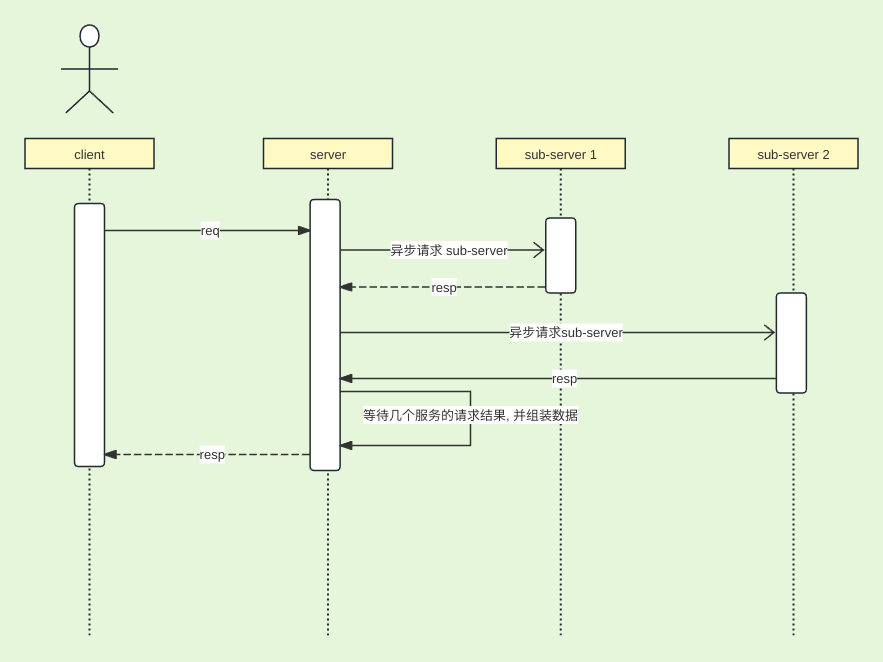 client
server
sub-server 1
sub-server 2
req
异步请求 sub-server
resp
异步请求sub-server
resp
等待几个服务的请求结果, 并组装数据
resp